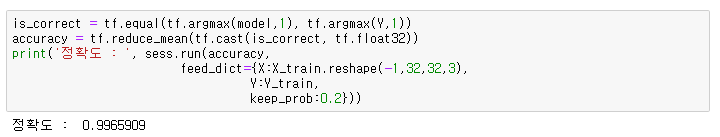 is_correct = tf.equal(tf.argmax(model,1), tf.argmax(Y,1))
accuracy = tf.reduce_mean(tf.cast(is_correct, tf.float32))
print('정확도 : ', sess.run(accuracy,
feed_dict={X:X_train.reshape(-1,32,32,3),
Y:Y_train,
keep_prob:0.2}))
정확도 :  0.9965909